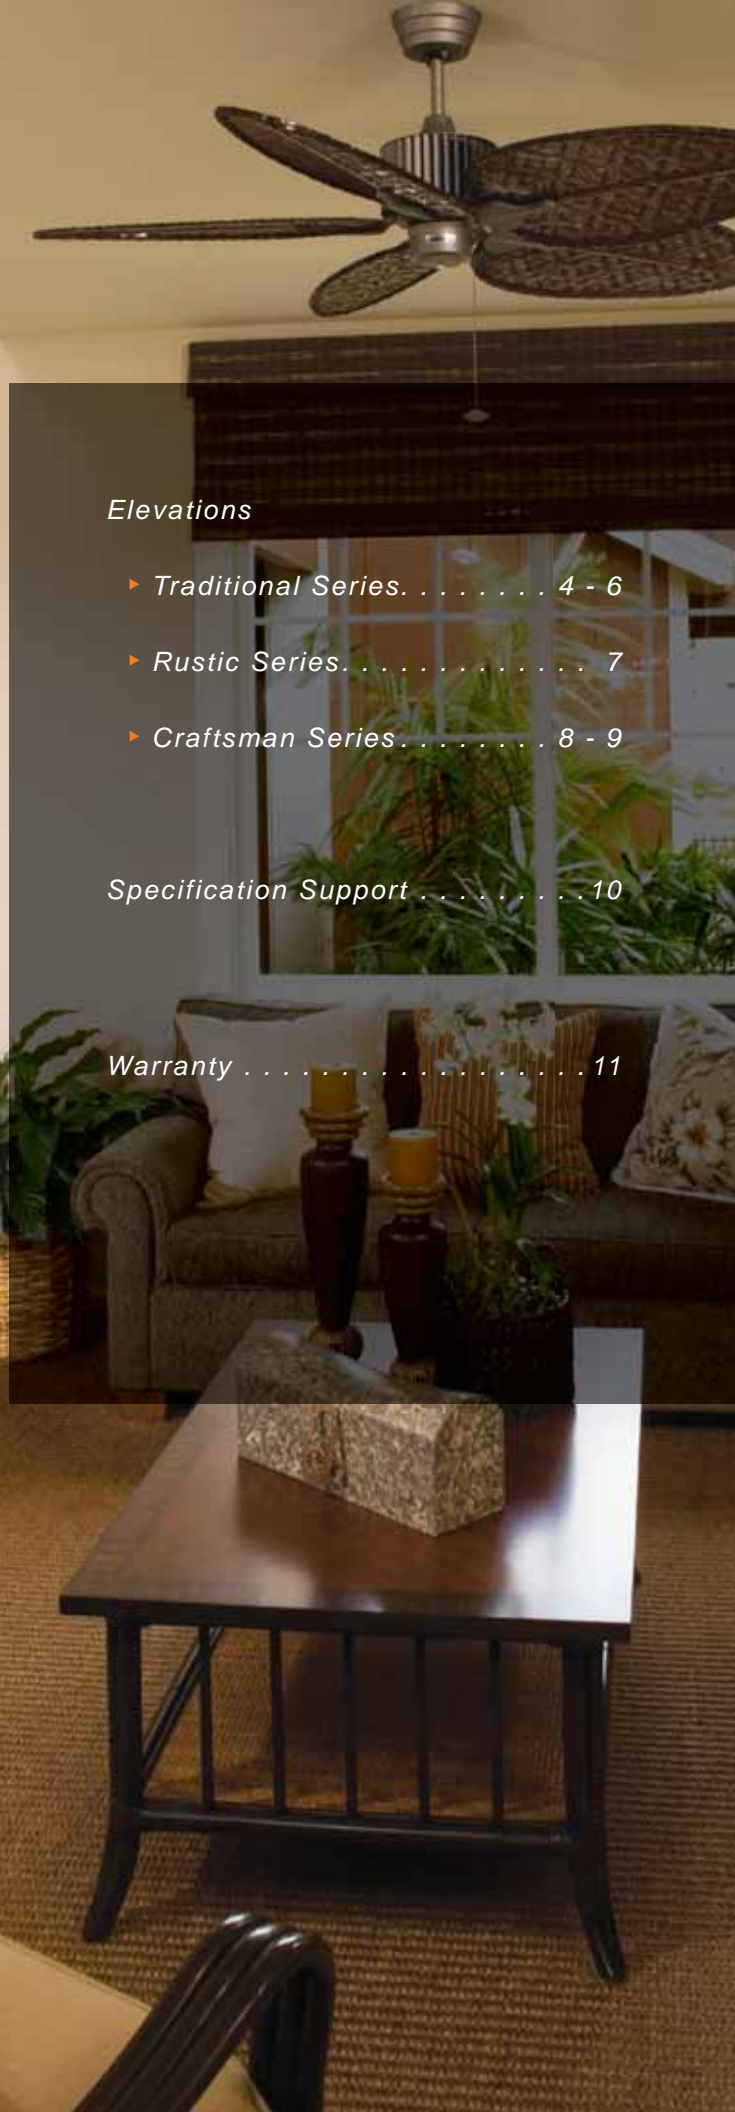 Elevations
▸ Traditional Series. . . . . . . . 4 - 6
▸ Rustic Series. . . . . . . . . . . . . 7
▸ Craftsman Series. . . . . . . . 8 - 9
Specification Support . . . . . . . . .10
Warranty . . . . . . . . . . . . . . . . . .11